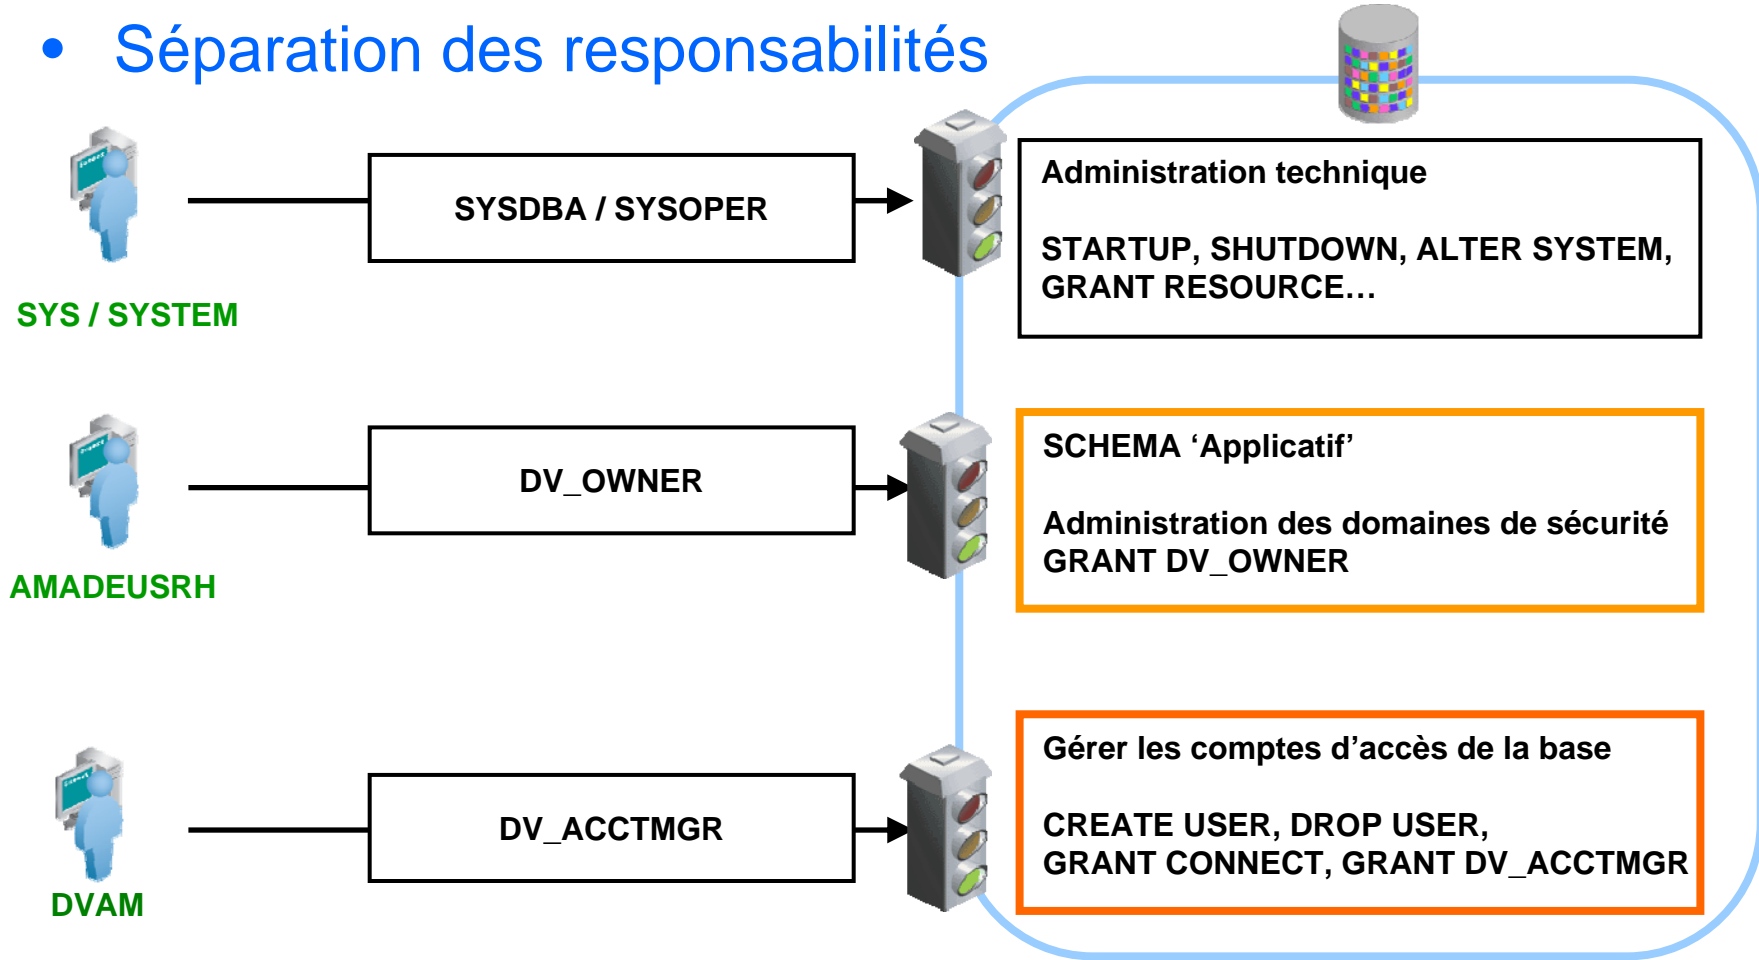 • Séparation des responsabilités
SYS / SYSTEM
SYSDBA / SYSOPER
Administration technique
STARTUP, SHUTDOWN, ALTER SYSTEM,
GRANT RESOURCE…
AMADEUSRH
DV_OWNER
SCHEMA ‘Applicatif’
Administration des domaines de sécurité
GRANT DV_OWNER
DVAM
DV_ACCTMGR
Gérer les comptes d’accès de la base
CREATE USER, DROP USER,
GRANT CONNECT, GRANT DV_ACCTMGR